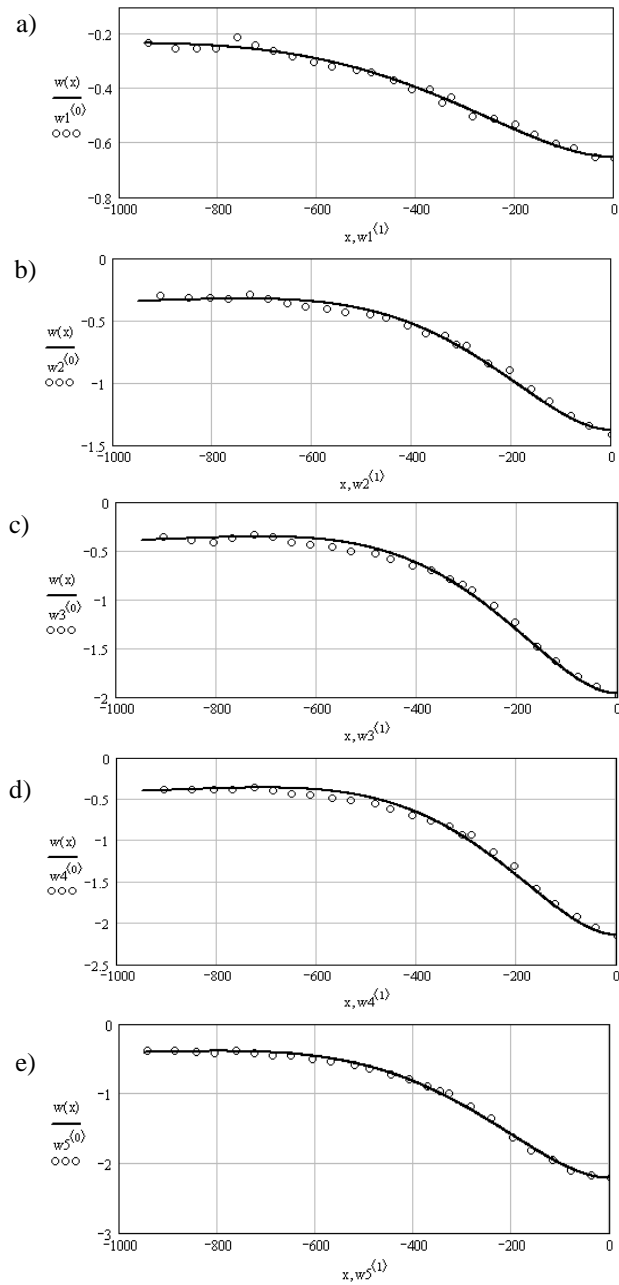 a)
-0.2
-0.4
-0.6
-0.8
w(x)
w1⟨0⟩
-1000 -800 -600 -400 -200 0
x,w1⟨1⟩
b)
0
-0.5
-1
-1.5
w(x)
w2⟨0⟩
-1000 -800 -600 -400 -200 0
x,w2⟨1⟩
c)
0
-0.5
-1
-1.5
-2
w(x)
w3⟨0⟩
-1000 -800 -600 -400 -200 0
x,w3⟨1⟩
d)
0
-0.5
-1
-1.5
-2
-2.5
w(x)
w4⟨0⟩
-1000 -800 -600 -400 -200 0
x,w4⟨1⟩
e)
0
-1
-2
-3
w(x)
w5⟨0⟩
-1000 -800 -600 -400 -200 0
x,w5⟨1⟩